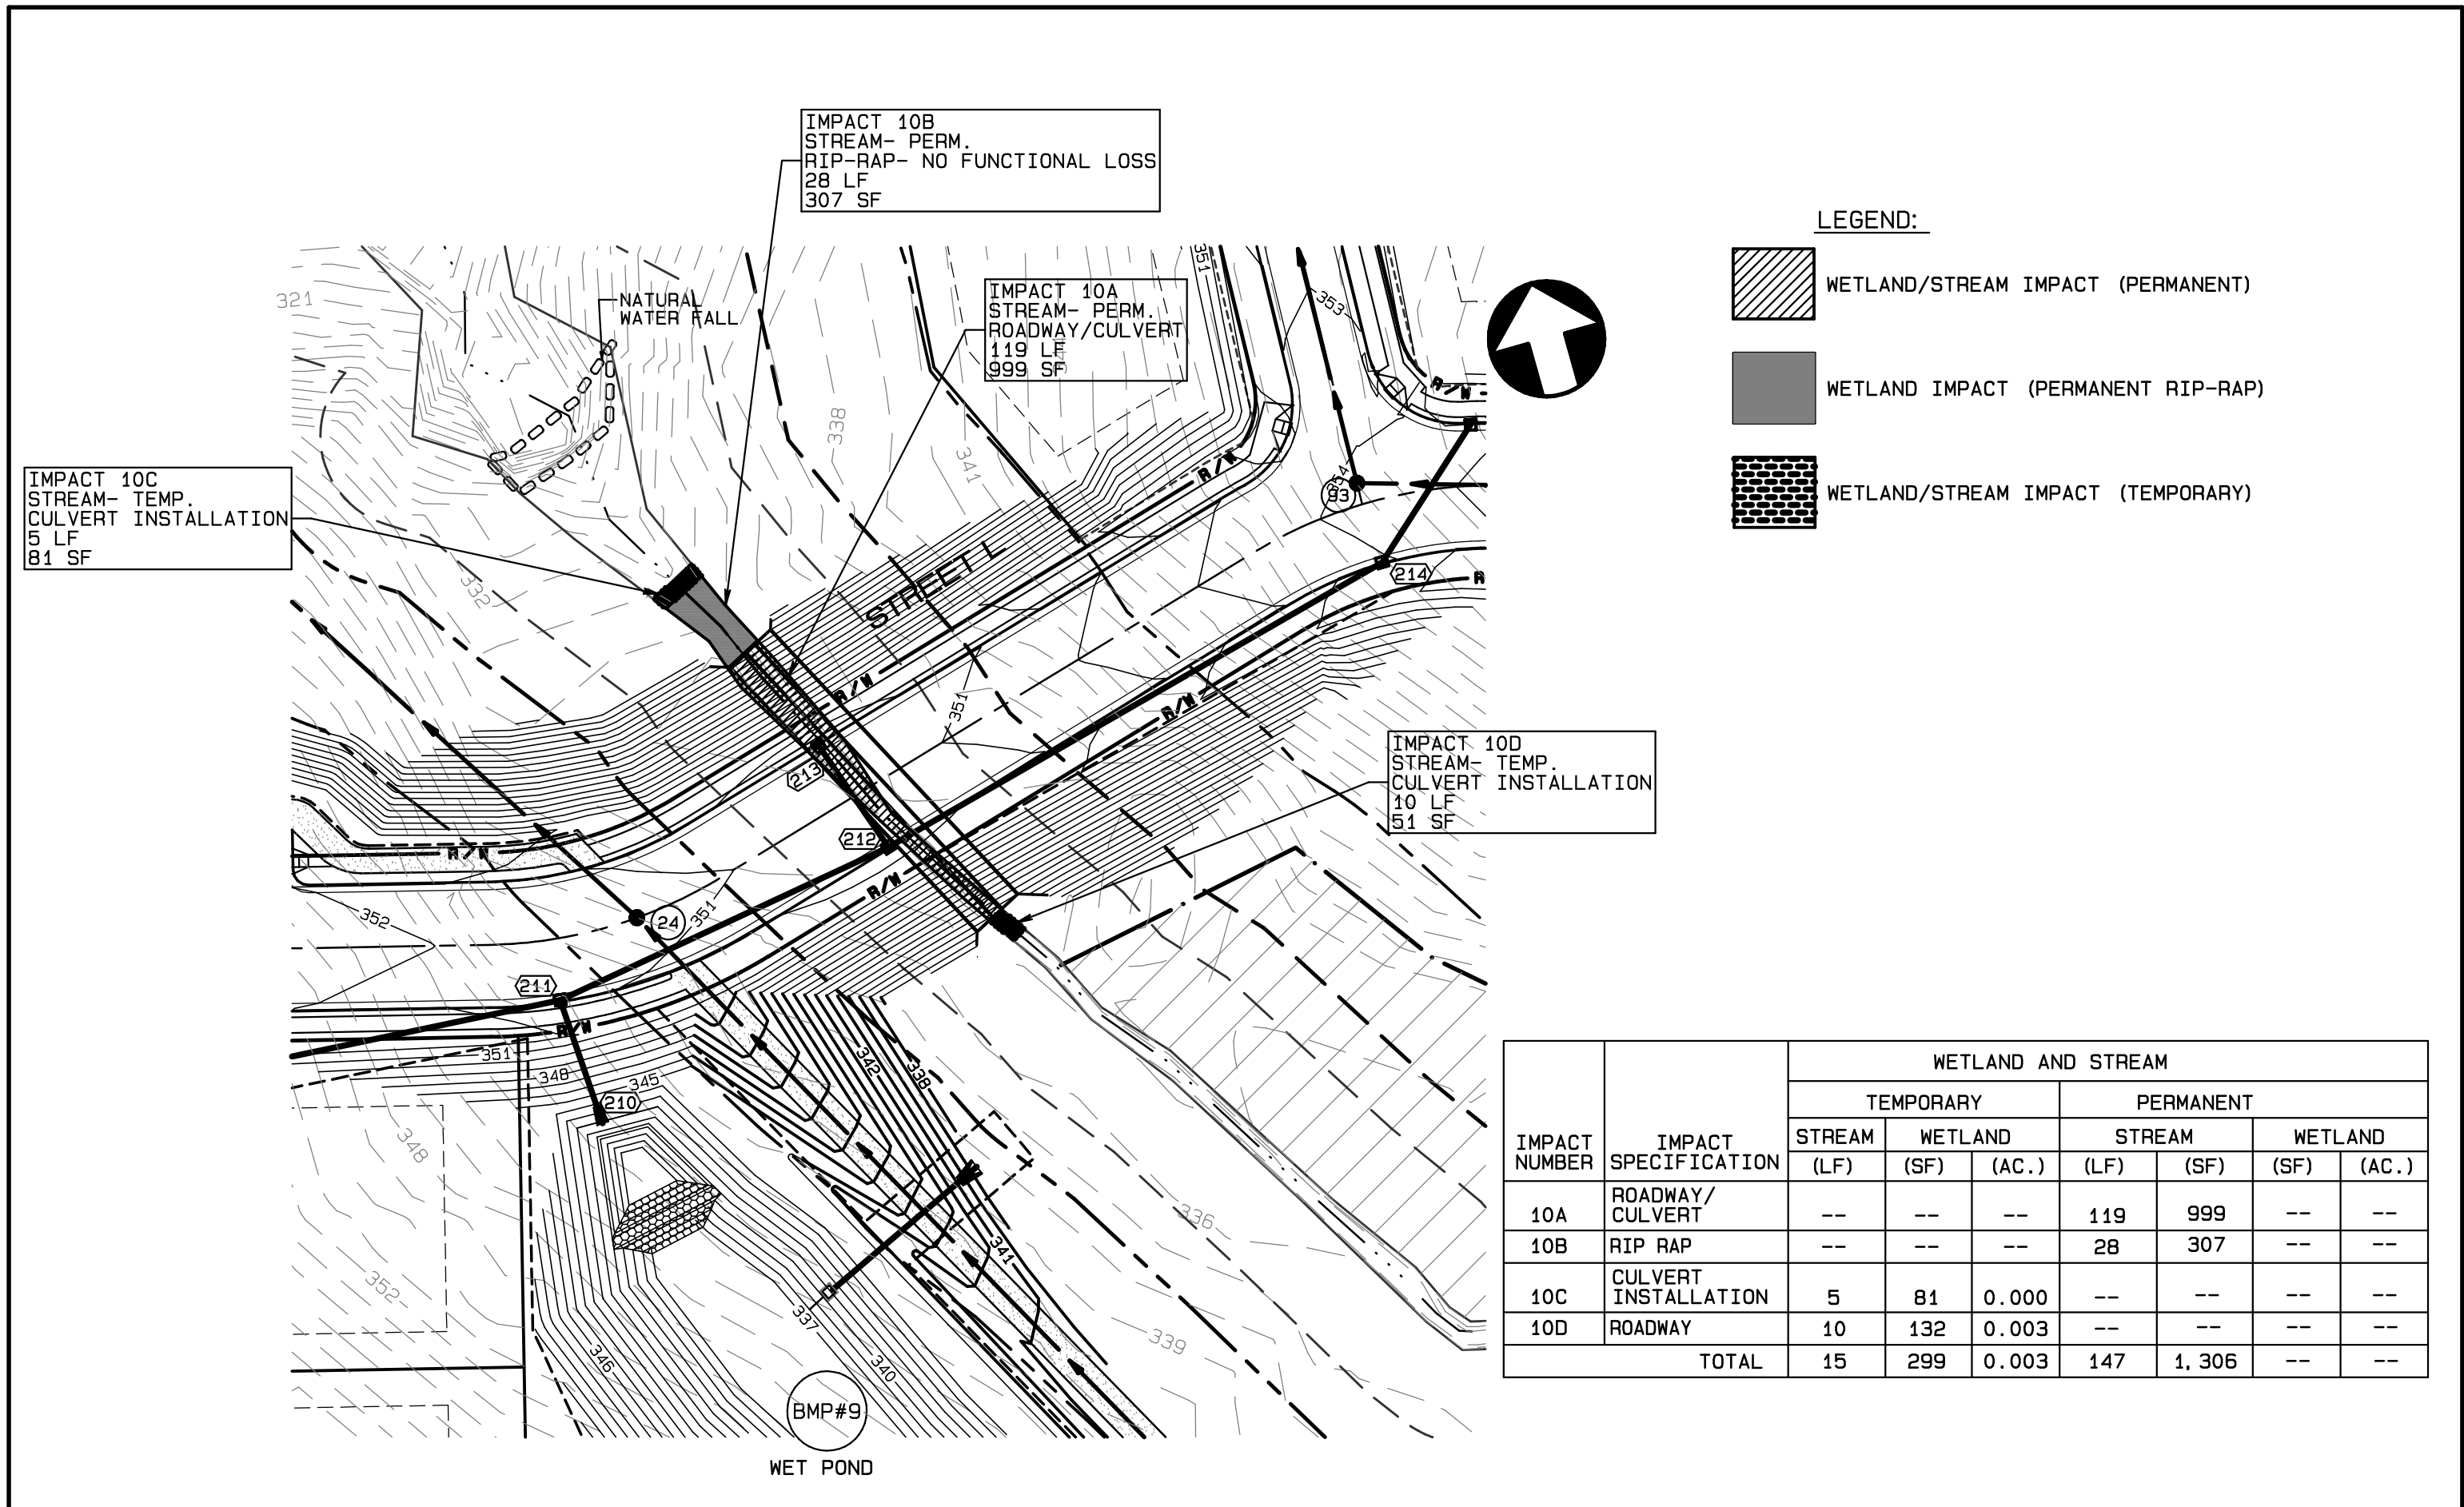 IMPACT 10B
STREAM- PERM.
RIP-RAP- NO FUNCTIONAL LOSS
28 LF
307 SF
IMPACT 10A
STREAM- PERM.
ROADWAY/CULVERT
119 LF
999 SF
NATURAL
WATER FALL
IMPACT 10C
STREAM- TEMP.
CULVERT INSTALLATION
5 LF
81 SF
IMPACT 10D
STREAM- TEMP.
CULVERT INSTALLATION
10 LF
51 SF
LEGEND:
WETLAND/STREAM IMPACT (PERMANENT)
WETLAND IMPACT (PERMANENT RIP-RAP)
WETLAND/STREAM IMPACT (TEMPORARY)
321
351
353
338
341
354
93
R/W
R/W
R
214
332
STREET L
R/W
351
R/W
213
212
R/W
R/W
352
24
351
211
R/W
351
348
345
210
342
338
348
352
336
341
337
346
340
339
BMP#9
WET POND
WETLAND AND STREAM
TEMPORARY PERMANENT
IMPACT NUMBER IMPACT SPECIFICATION STREAM WETLAND STREAM WETLAND
(LF) (SF) (AC.) (LF) (SF) (SF) (AC.)
10A ROADWAY/ CULVERT -- -- -- 119 999 -- --
10B RIP RAP -- -- -- 28 307 -- --
10C CULVERT INSTALLATION 5 81 0.000 -- -- -- --
10D ROADWAY 10 132 0.003 -- -- -- --
TOTAL 15 299 0.003 147 1,306 -- --